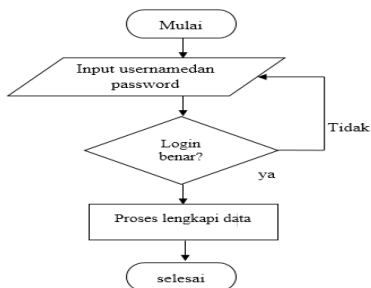 Mulai
Input usernamedan
password
Login
benar?
Tidak
ya
Proses lengkapi data
selesai